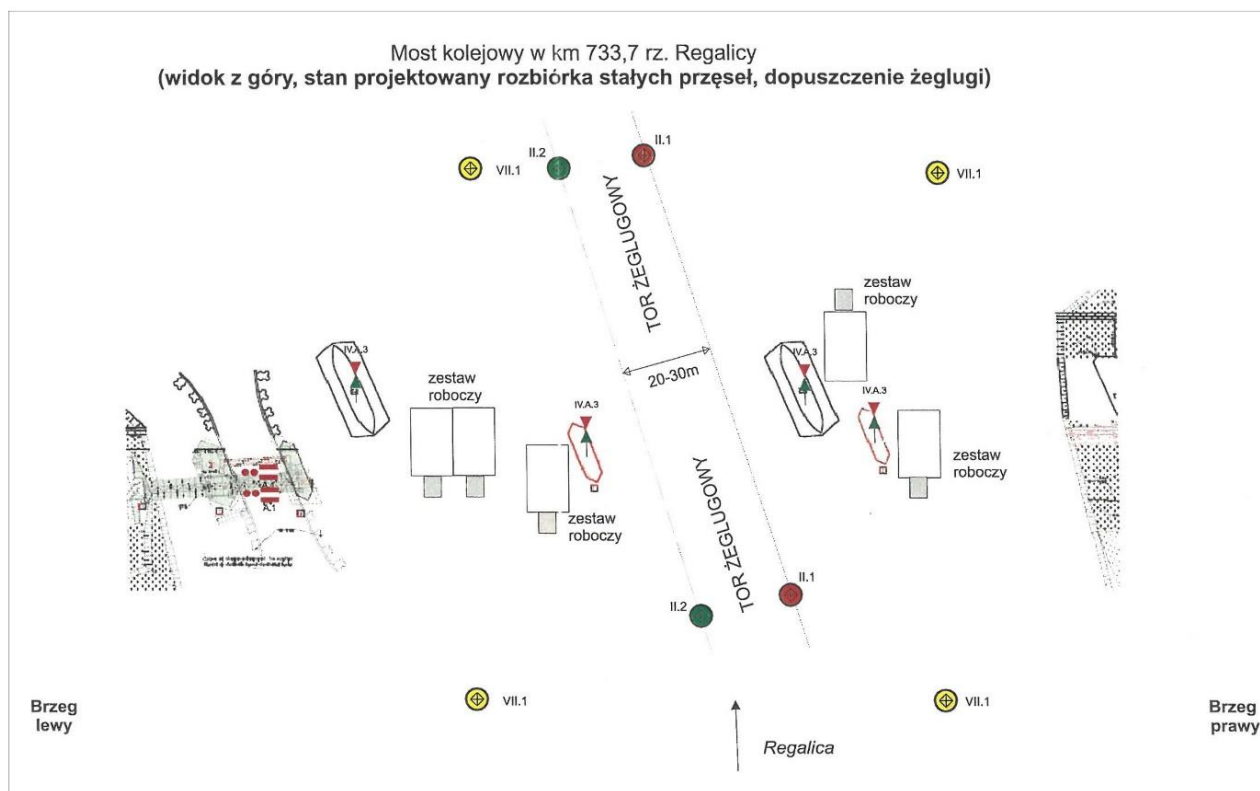 Most kolejowy w km 733,7 rz. Regalicy
(widok z góry, stan projektowany rozbiórka stałych przęseł, dopuszczenie żeglugi)
II.2
II.1
VII.1
VII.1
TOR ŻEGLUGOWY
zestaw
roboczy
IV.A.3
zestaw
roboczy
20-30m
IV.A.3
IV.A.3
IV.A.3
zestaw
roboczy
zestaw
roboczy
A.1
TOR ŻEGLUGOWY
II.1
II.2
VII.1
VII.1
Brzeg
lewy
Regalica
Brzeg
prawy